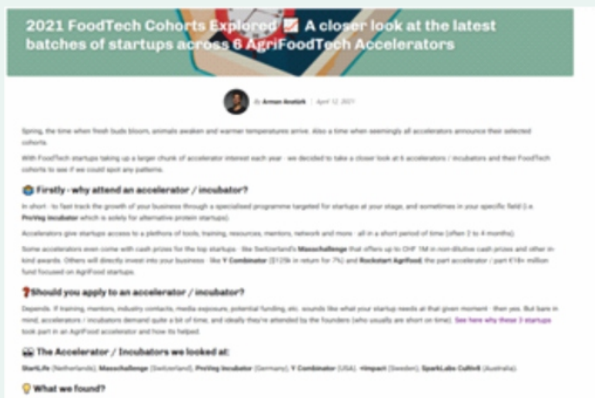 2021 FoodTech Cohorts Explored 📈 A closer look at the latest
batches of startups across 6 AgriFoodTech Accelerators
By Arman Anatürk | April 12, 2021
Spring, the time when fresh buds bloom, animals awaken and warmer temperatures arrive. Also a time when seemingly all accelerators announce their selected
cohorts.
With FoodTech startups taking up a larger chunk of accelerator interest each year - we decided to take a closer look at 6 accelerators / incubators and their FoodTech
cohorts to see if we could spot any patterns.
Firstly - why attend an accelerator / incubator?
In short - to fast track the growth of your business through a specialised programme targeted for startups at your stage, and sometimes in your specific field (i.e.
ProVeg Incubator which is solely for alternative protein startups).
Accelerators give startups access to a plethora of tools, training, resources, mentors, network and more - all in a short period of time (often 2 to 4 months).
Some accelerators even come with cash prizes for the top startups - like Switzerland's Masschallenge that offers up to CHF 1M in non-dilutive cash prizes and other in-
kind awards. Others will directly invest into your business - like Y Combinator ($125k in return for 7%) and Rockstart Agrifood, the part accelerator / part €18+ million
fund focused on AgriFood startups.
❓Should you apply to an accelerator / incubator?
Depends. If training, mentors, industry contacts, media exposure, potential funding, etc. sounds like what your startup needs at that given moment - then yes. But bare in
mind, accelerators / incubators demand quite a bit of time, and ideally they're attended by the founders (who usually are short on time). See here why these 3 startups
took part in an AgriFood accelerator and how its helped.
The Accelerator / Incubators we looked at:
StartLife (Netherlands), Masschallenge (Switzerland), ProVeg Incubator (Germany), Y Combinator (USA), +Impact (Sweden), SparkLabs Cultiv8 (Australia).
💡 What we found?